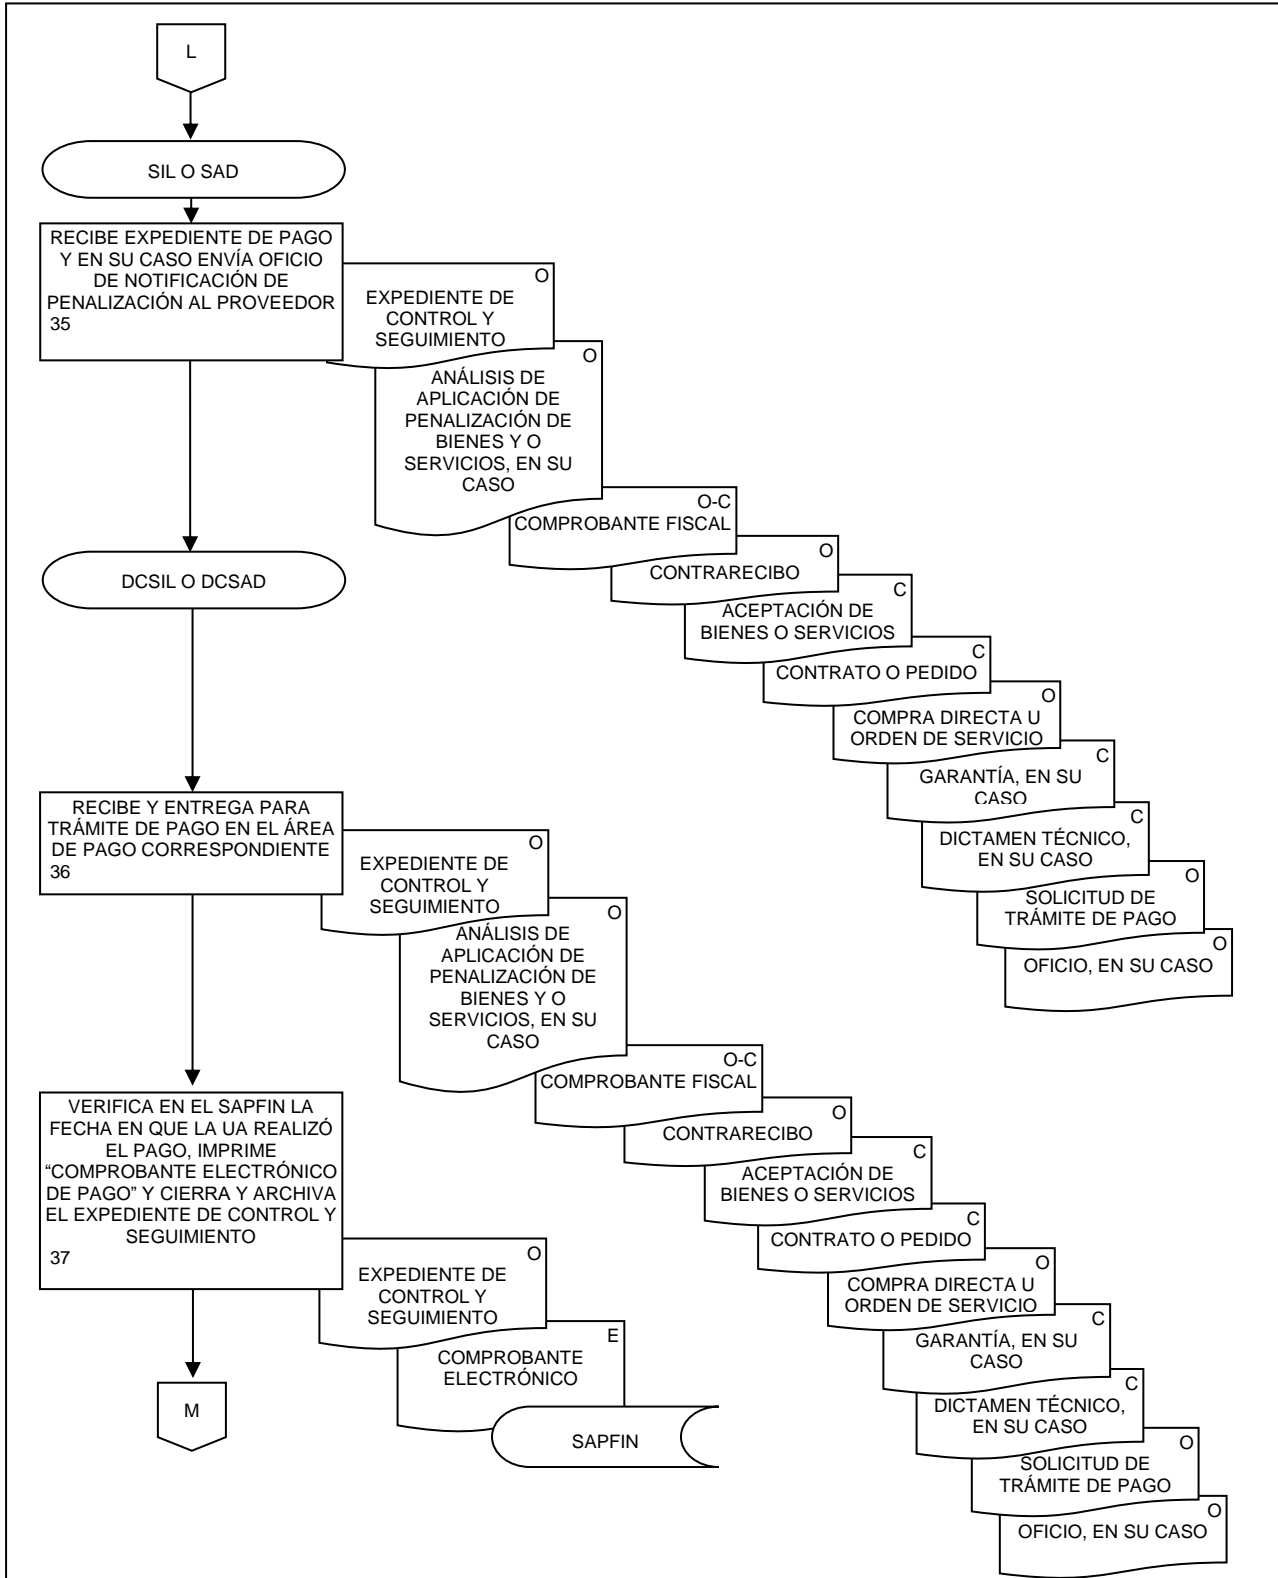 L
SIL O SAD
RECIBE EXPEDIENTE DE PAGO
Y EN SU CASO ENVÍA OFICIO
DE NOTIFICACIÓN DE
PENALIZACIÓN AL PROVEEDOR
35
O
EXPEDIENTE DE
CONTROL Y
SEGUIMIENTO
O
ANÁLISIS DE
APLICACIÓN DE
PENALIZACIÓN DE
BIENES Y O
SERVICIOS, EN SU
CASO
O-C
COMPROBANTE FISCAL
O
CONTRARECIBO
C
ACEPTACIÓN DE
BIENES O SERVICIOS
C
CONTRATO O PEDIDO
O
COMPRA DIRECTA U
ORDEN DE SERVICIO
C
GARANTÍA, EN SU
CASO
C
DICTAMEN TÉCNICO,
EN SU CASO
O
SOLICITUD DE
TRÁMITE DE PAGO
O
OFICIO, EN SU CASO
DCSIL O DCSAD
RECIBE Y ENTREGA PARA
TRÁMITE DE PAGO EN EL ÁREA
DE PAGO CORRESPONDIENTE
36
O
EXPEDIENTE DE
CONTROL Y
SEGUIMIENTO
O
ANÁLISIS DE
APLICACIÓN DE
PENALIZACIÓN DE
BIENES Y O
SERVICIOS, EN SU
CASO
O-C
COMPROBANTE FISCAL
O
CONTRARECIBO
C
ACEPTACIÓN DE
BIENES O SERVICIOS
C
CONTRATO O PEDIDO
O
COMPRA DIRECTA U
ORDEN DE SERVICIO
C
GARANTÍA, EN SU
CASO
C
DICTAMEN TÉCNICO,
EN SU CASO
O
SOLICITUD DE
TRÁMITE DE PAGO
O
OFICIO, EN SU CASO
VERIFICA EN EL SAPFIN LA
FECHA EN QUE LA UA REALIZÓ
EL PAGO, IMPRIME
“COMPROBANTE ELECTRÓNICO
DE PAGO” Y CIERRA Y ARCHIVA
EL EXPEDIENTE DE CONTROL Y
SEGUIMIENTO
37
O
EXPEDIENTE DE
CONTROL Y
SEGUIMIENTO
E
COMPROBANTE
ELECTRÓNICO
SAPFIN
M